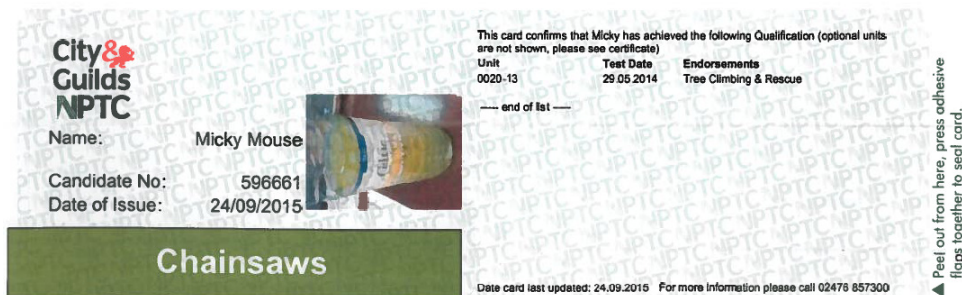 City&
Guilds
NPTC
Name: Micky Mouse
Candidate No: 596661
Date of Issue: 24/09/2015
Chainsaws
This card confirms that Micky has achieved the following Qualification (optional units
are not shown, please see certificate)
Unit Test Date Endorsements
0020-13 29.05.2014 Tree Climbing & Rescue
---- end of list ----
Date card last updated: 24.09.2015 For more information please call 02476 857300
▲ Peel out from here, press adhesive
flaps together to seal card.